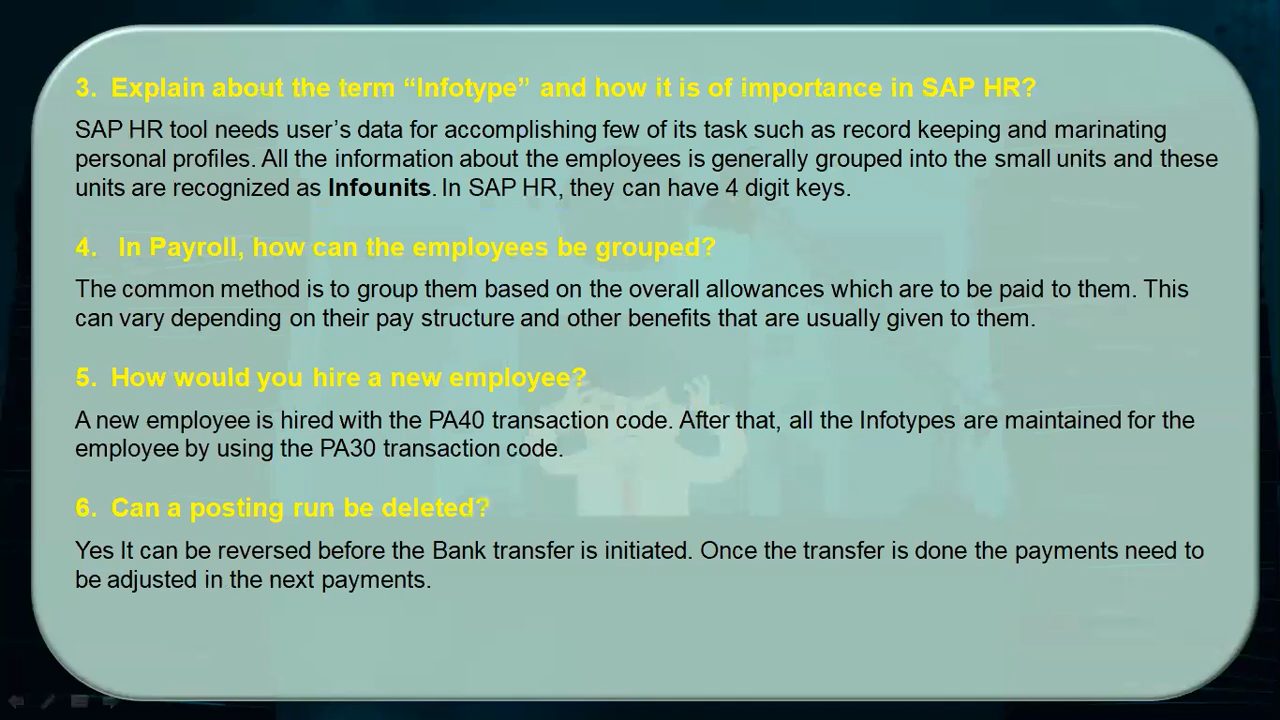 3. Explain about the term “Infotype” and how it is of importance in SAP HR?
SAP HR tool needs user’s data for accomplishing few of its task such as record keeping and marinating
personal profiles. All the information about the employees is generally grouped into the small units and these
units are recognized as Infounits. In SAP HR, they can have 4 digit keys.
4. In Payroll, how can the employees be grouped?
The common method is to group them based on the overall allowances which are to be paid to them. This
can vary depending on their pay structure and other benefits that are usually given to them.
5. How would you hire a new employee?
A new employee is hired with the PA40 transaction code. After that, all the Infotypes are maintained for the
employee by using the PA30 transaction code.
6. Can a posting run be deleted?
Yes It can be reversed before the Bank transfer is initiated. Once the transfer is done the payments need to
be adjusted in the next payments.